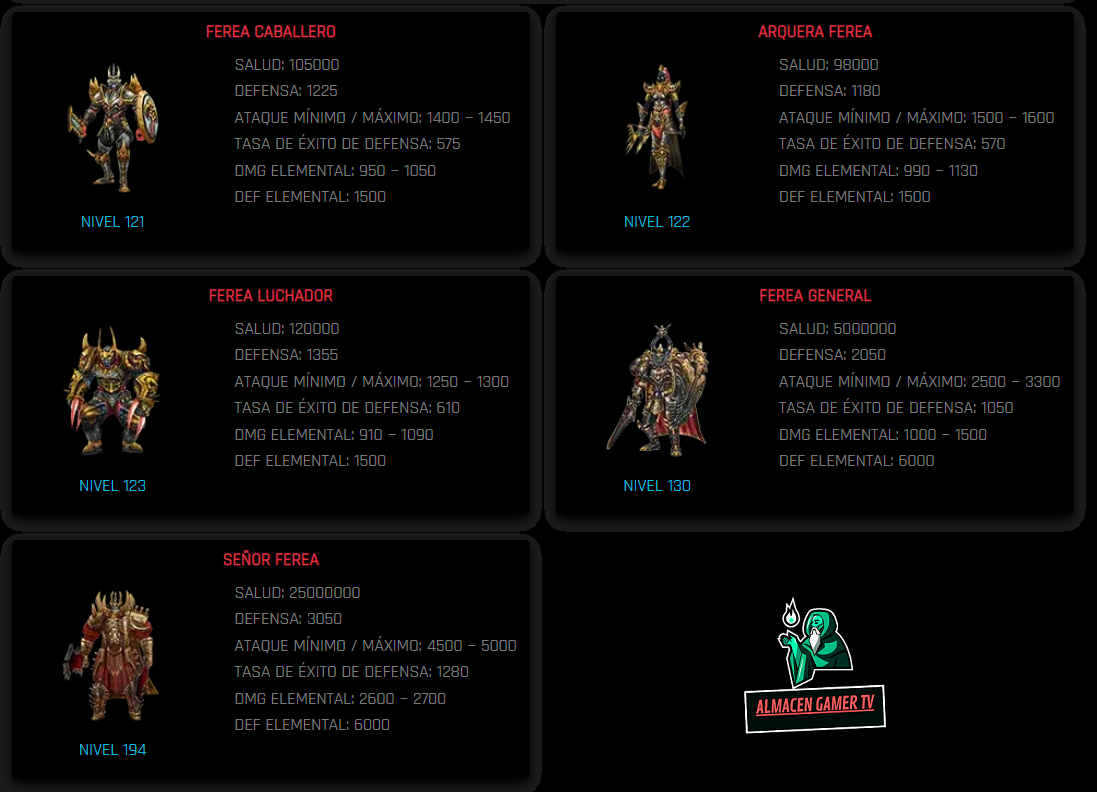 FEREA CABALLERO
SALUD: 105000
DEFENSA: 1225
ATAQUE MÍNIMO / MÁXIMO: 1400 – 1450
TASA DE ÉXITO DE DEFENSA: 575
DMG ELEMENTAL: 950 – 1050
DEF ELEMENTAL: 1500
NIVEL 121
ARQUERA FEREA
SALUD: 98000
DEFENSA: 1180
ATAQUE MÍNIMO / MÁXIMO: 1500 – 1600
TASA DE ÉXITO DE DEFENSA: 570
DMG ELEMENTAL: 990 – 1130
DEF ELEMENTAL: 1500
NIVEL 122
FEREA LUCHADOR
SALUD: 120000
DEFENSA: 1355
ATAQUE MÍNIMO / MÁXIMO: 1250 – 1300
TASA DE ÉXITO DE DEFENSA: 610
DMG ELEMENTAL: 910 – 1090
DEF ELEMENTAL: 1500
NIVEL 123
FEREA GENERAL
SALUD: 5000000
DEFENSA: 2050
ATAQUE MÍNIMO / MÁXIMO: 2500 – 3300
TASA DE ÉXITO DE DEFENSA: 1050
DMG ELEMENTAL: 1000 – 1500
DEF ELEMENTAL: 6000
NIVEL 130
SEÑOR FEREA
SALUD: 25000000
DEFENSA: 3050
ATAQUE MÍNIMO / MÁXIMO: 4500 – 5000
TASA DE ÉXITO DE DEFENSA: 1280
DMG ELEMENTAL: 2600 – 2700
DEF ELEMENTAL: 6000
NIVEL 194
ALMACEN GAMER TV